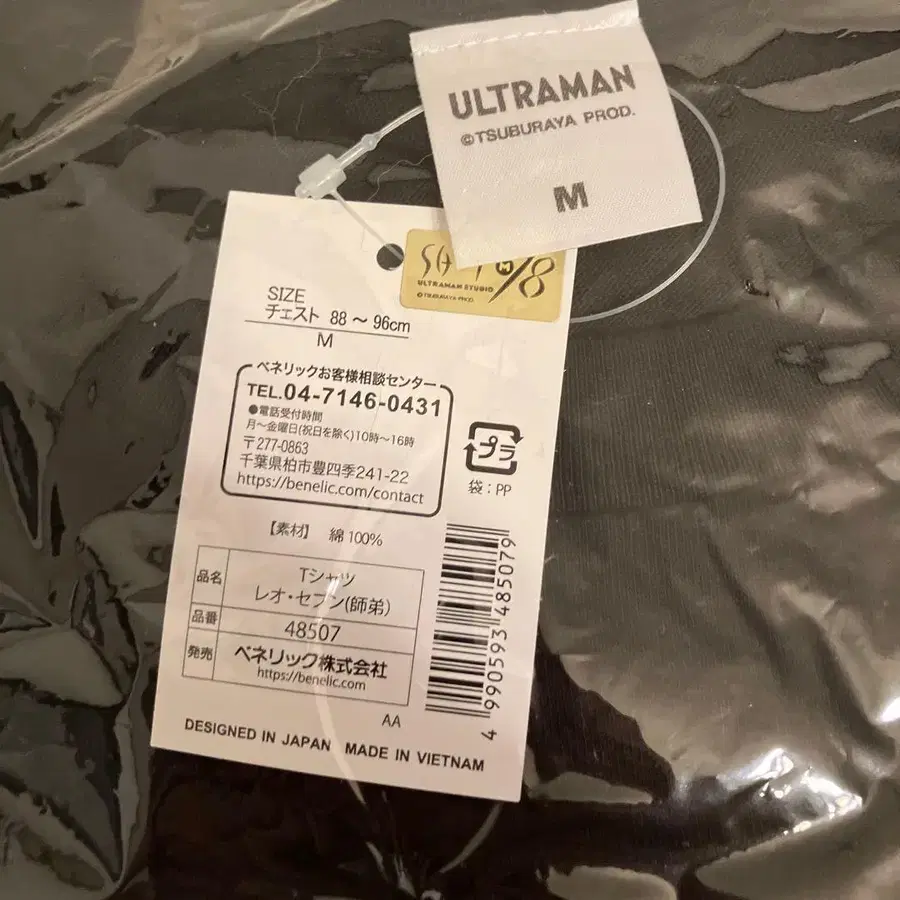 ULTRAMAN
©TSUBURAYA PROD.
M
M
ULTRAMAN STUDIO
©TSUBURAYA PROD.
SIZE
チェスト 88 ～ 96cm
M
ベネリックお客様相談センター
TEL.04-7146-0431
●電話受付時間
月～金曜日(祝日を除く)10時～16時
〒277-0863
千葉県柏市豊四季241-22
https://benelic.com/contact
プラ
袋：PP
【素材】 綿100%
品名 Tシャツ
レオ・セブン(師弟)
品番 48507
発売 ベネリック株式会社
https://benelic.com
4 990593 485079
AA
DESIGNED IN JAPAN MADE IN VIETNAM